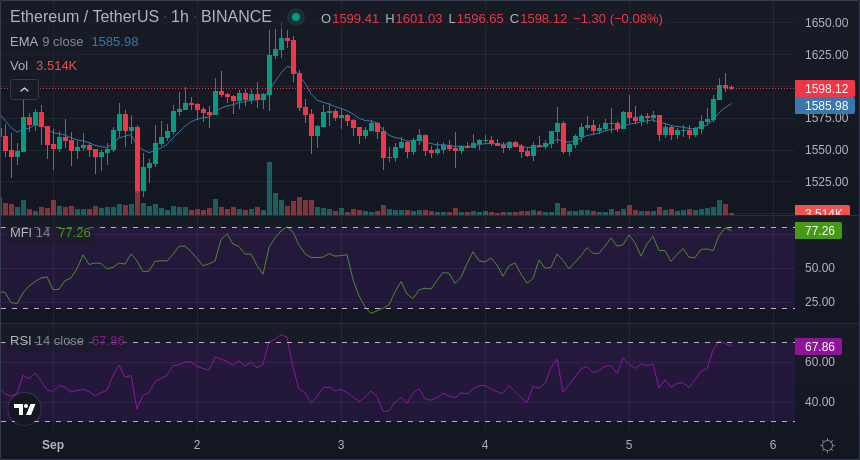 Ethereum / TetherUS · 1h · BINANCE O1599.41 H1601.03 L1596.65 C1598.12 −1.30 (−0.08%)
EMA 9 close 1585.98
Vol 3.514K
1650.00
1625.00
1598.12
1585.98
1575.00
1550.00
1525.00
3.514K
MFI 14 77.26
77.26
50.00
25.00
RSI 14 close 67.86
67.86
60.00
40.00
Sep 2 3 4 5 6